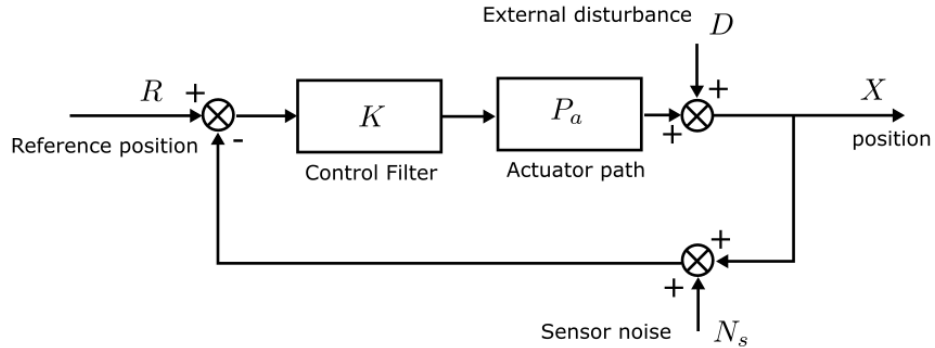 External disturbance
D
R
+
+
X
K
P_a
Reference position
-
+
position
Control Filter
Actuator path
+
+
Sensor noise
N_s